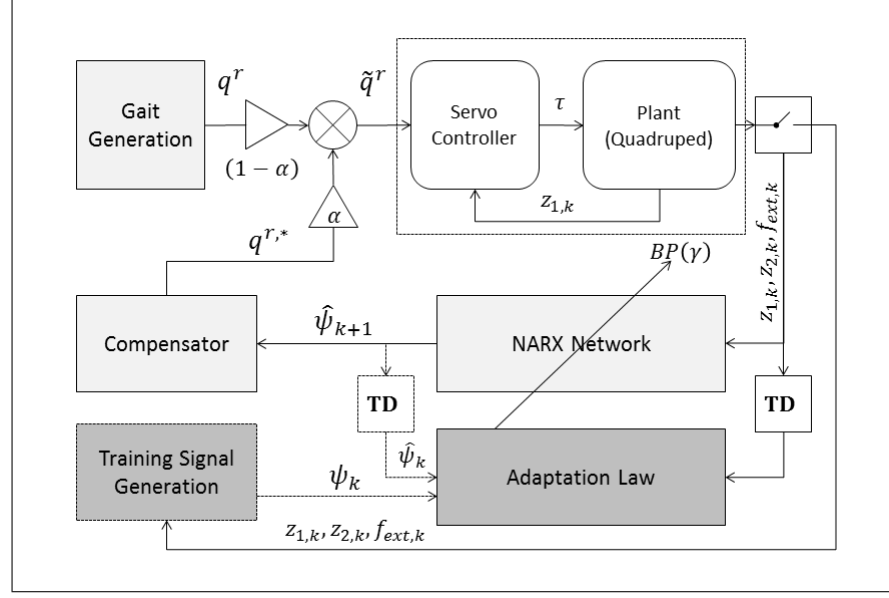 Gait
Generation
q^r
(1 − α)
q̃^r
Servo
Controller
τ
Plant
(Quadruped)
z_{1,k}
α
q^{r,*}
BP(γ)
z_{1,k}, z_{2,k}, f_{ext,k}
Compensator
ψ̂_{k+1}
NARX Network
TD
TD
Training Signal
Generation
ψ_k
ψ̂_k
Adaptation Law
z_{1,k}, z_{2,k}, f_{ext,k}